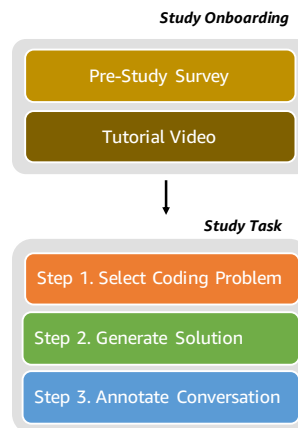 Study Onboarding
Pre-Study Survey
Tutorial Video
Study Task
Step 1. Select Coding Problem
Step 2. Generate Solution
Step 3. Annotate Conversation